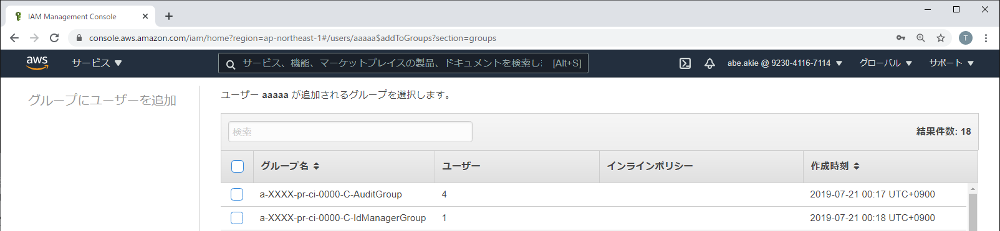 IAM Management Console
console.aws.amazon.com/iam/home?region=ap-northeast-1#/users/aaaaa$addToGroups?section=groups
T
aws サービス サービス、機能、マーケットプレイスの製品、ドキュメントを検索し [Alt+S] abe.akie @ 9230-4116-7114 グローバル サポート
グループにユーザーを追加
ユーザー aaaaa が追加されるグループを選択します。
検索 結果件数: 18
グループ名 ユーザー インラインポリシー 作成時刻
a-XXXX-pr-ci-0000-C-AuditGroup 4 2019-07-21 00:17 UTC+0900
a-XXXX-pr-ci-0000-C-IdManagerGroup 1 2019-07-21 00:18 UTC+0900